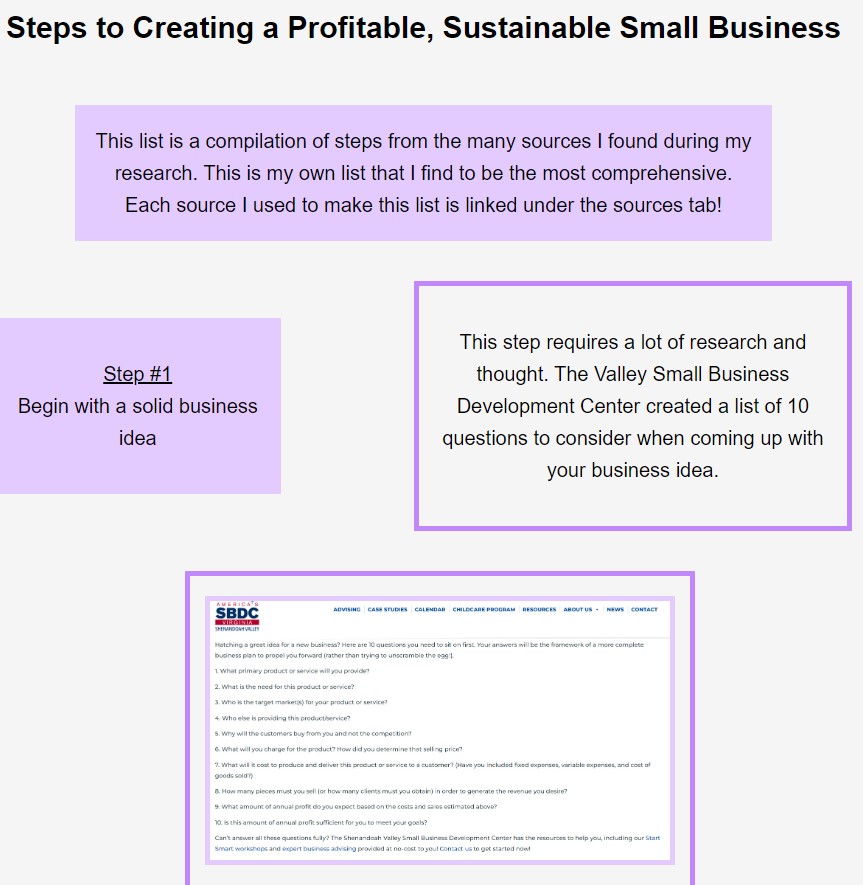 Steps to Creating a Profitable, Sustainable Small Business
This list is a compilation of steps from the many sources I found during my
research. This is my own list that I find to be the most comprehensive.
Each source I used to make this list is linked under the sources tab!
Step #1
Begin with a solid business
idea
This step requires a lot of research and
thought. The Valley Small Business
Development Center created a list of 10
questions to consider when coming up with
your business idea.
AMERICA'S
SBDC
VIRGINIA
SHENANDOAH VALLEY
ADVISING CASE STUDIES CALENDAR CHILDCARE PROGRAM RESOURCES ABOUT US NEWS CONTACT
Hatching a great idea for a new business? Here are 10 questions you need to sit on first. Your answers will be the framework of a more complete
business plan to propel you forward (rather than trying to unscramble the egg!).
1. What primary product or service will you provide?
2. What is the need for this product or service?
3. Who is the target market(s) for your product or service?
4. Who else is providing this product/service?
5. Why will the customers buy from you and not the competition?
6. What will you charge for the product? How did you determine that selling price?
7. What will it cost to produce and deliver this product or service to a customer? (Have you included fixed expenses, variable expenses, and cost of
goods sold?)
8. How many pieces must you sell (or how many clients must you obtain) in order to generate the revenue you desire?
9. What amount of annual profit do you expect based on the costs and sales estimated above?
10. Is this amount of annual profit sufficient for you to meet your goals?
Can't answer all these questions fully? The Shenandoah Valley Small Business Development Center has the resources to help you, including our Start
Smart workshops and expert business advising provided at no-cost to you! Contact us to get started now!